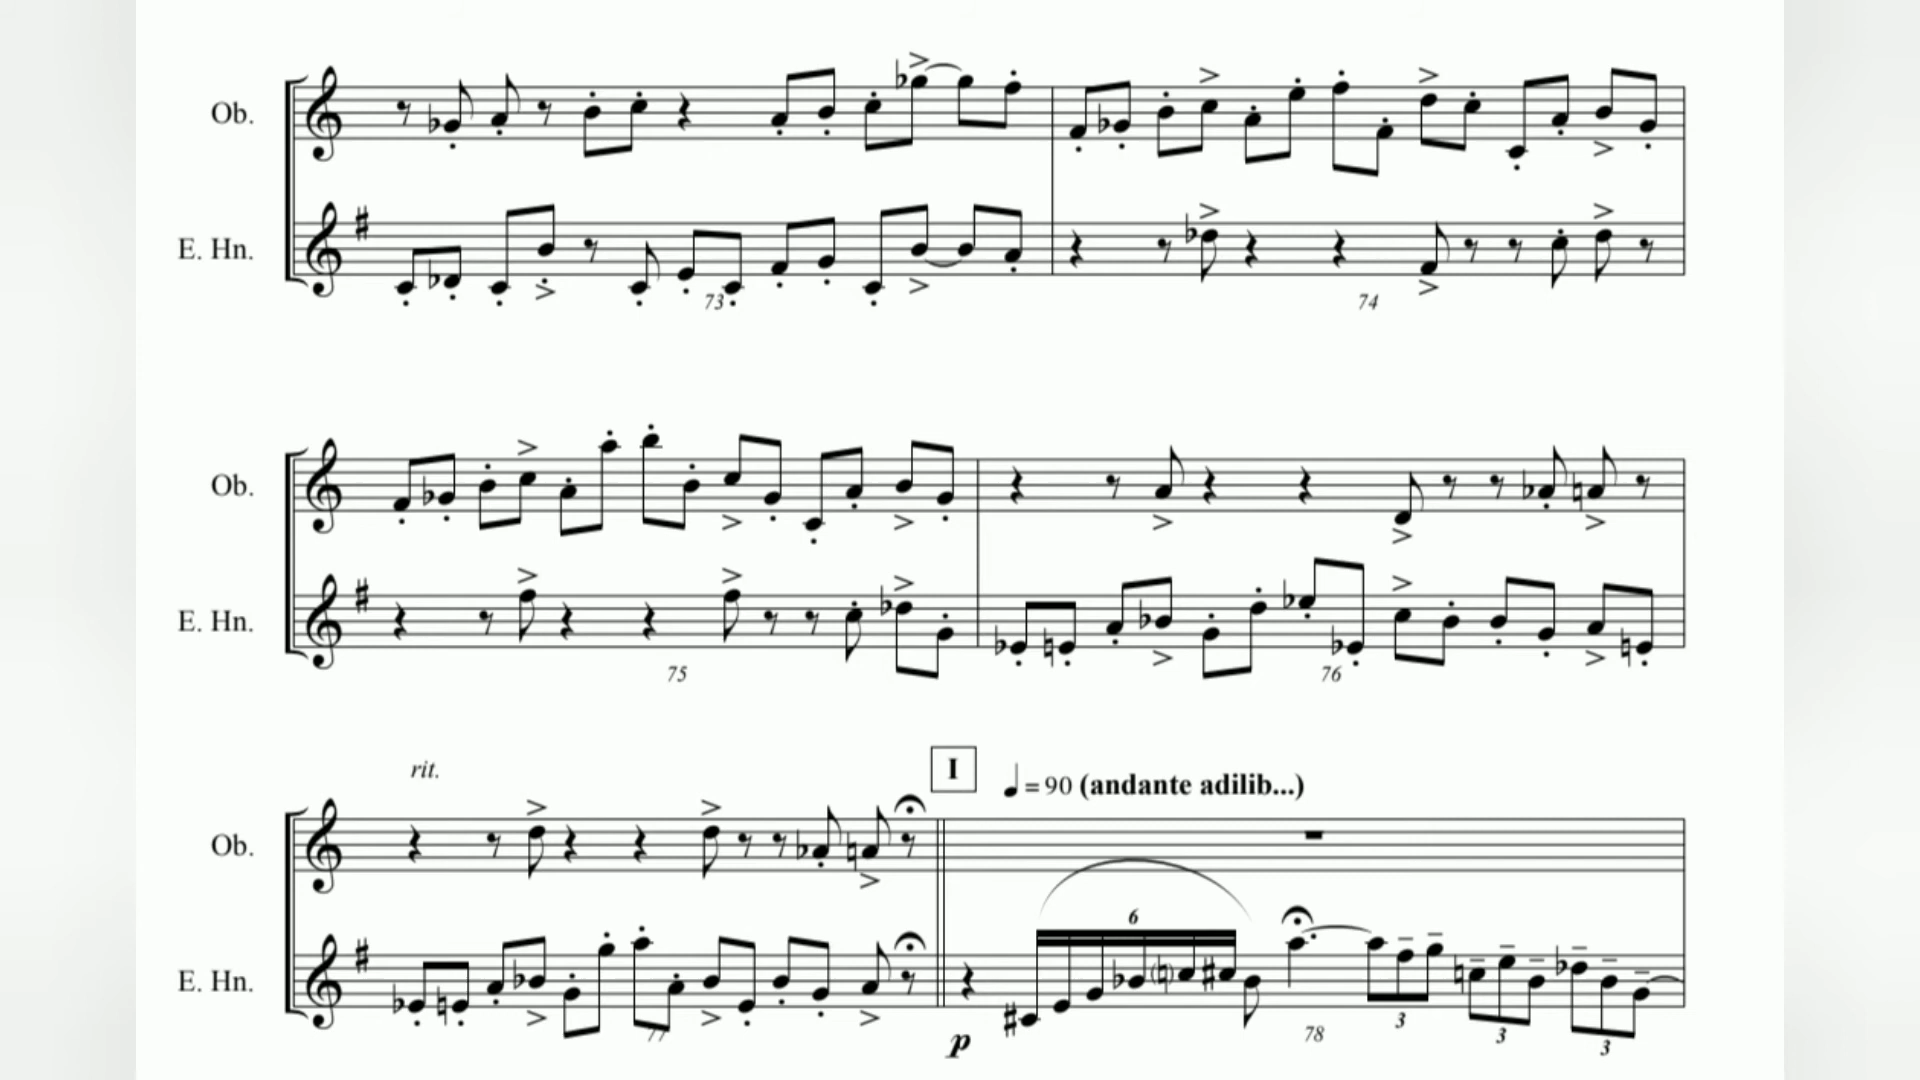 Ob.
E. Hn.
73
74
Ob.
E. Hn.
75
76
rit.
I
= 90 (andante adilib...)
Ob.
6
E. Hn.
p
77
78
3
3
3